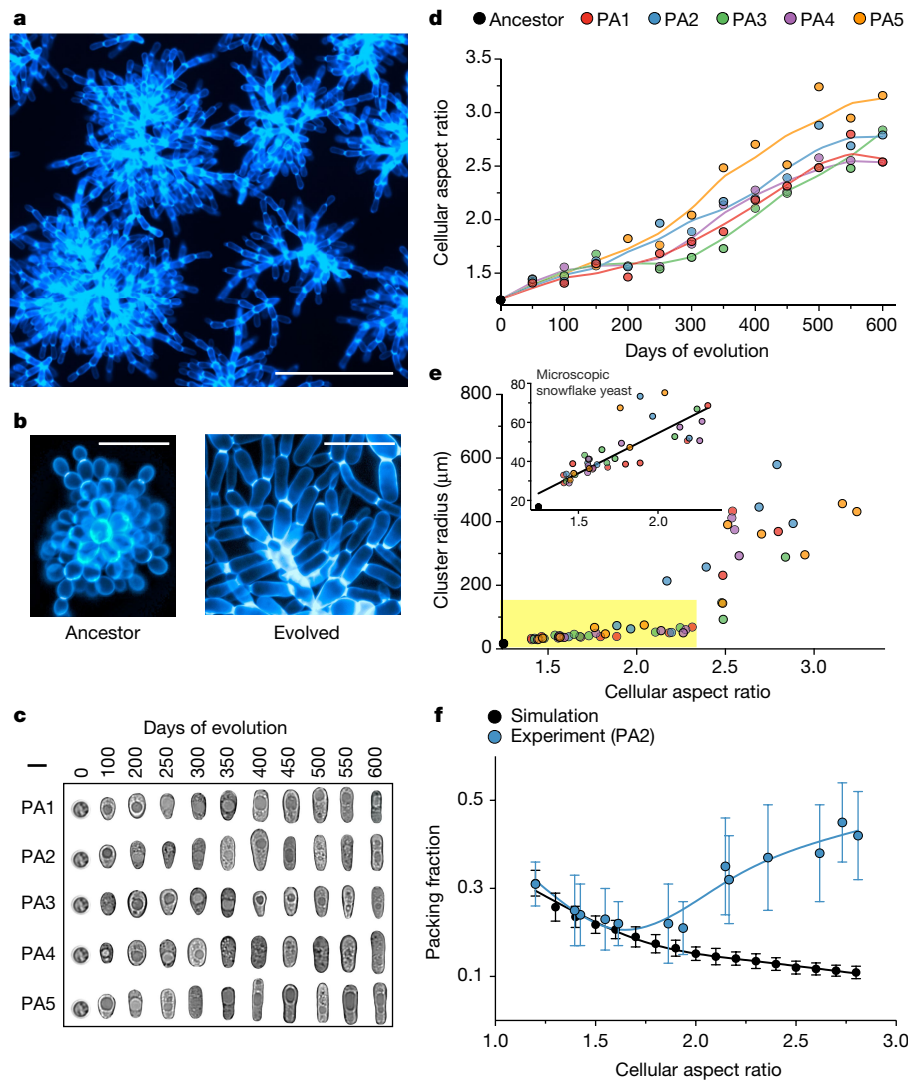 a
b
Ancestor
Evolved
c
Days of evolution
0 100 200 250 300 350 400 450 500 550 600
PA1
PA2
PA3
PA4
PA5
d
Ancestor PA1 PA2 PA3 PA4 PA5
3.5
3.0
2.5
2.0
1.5
Cellular aspect ratio
0 100 200 300 400 500 600
Days of evolution
e
800
600
400
200
0
Cluster radius (μm)
Microscopic
snowflake yeast
80
60
40
20
1.5 2.0
1.5 2.0 2.5 3.0
Cellular aspect ratio
f
Simulation
Experiment (PA2)
0.5
0.3
0.1
Packing fraction
1.0 1.5 2.0 2.5 3.0
Cellular aspect ratio